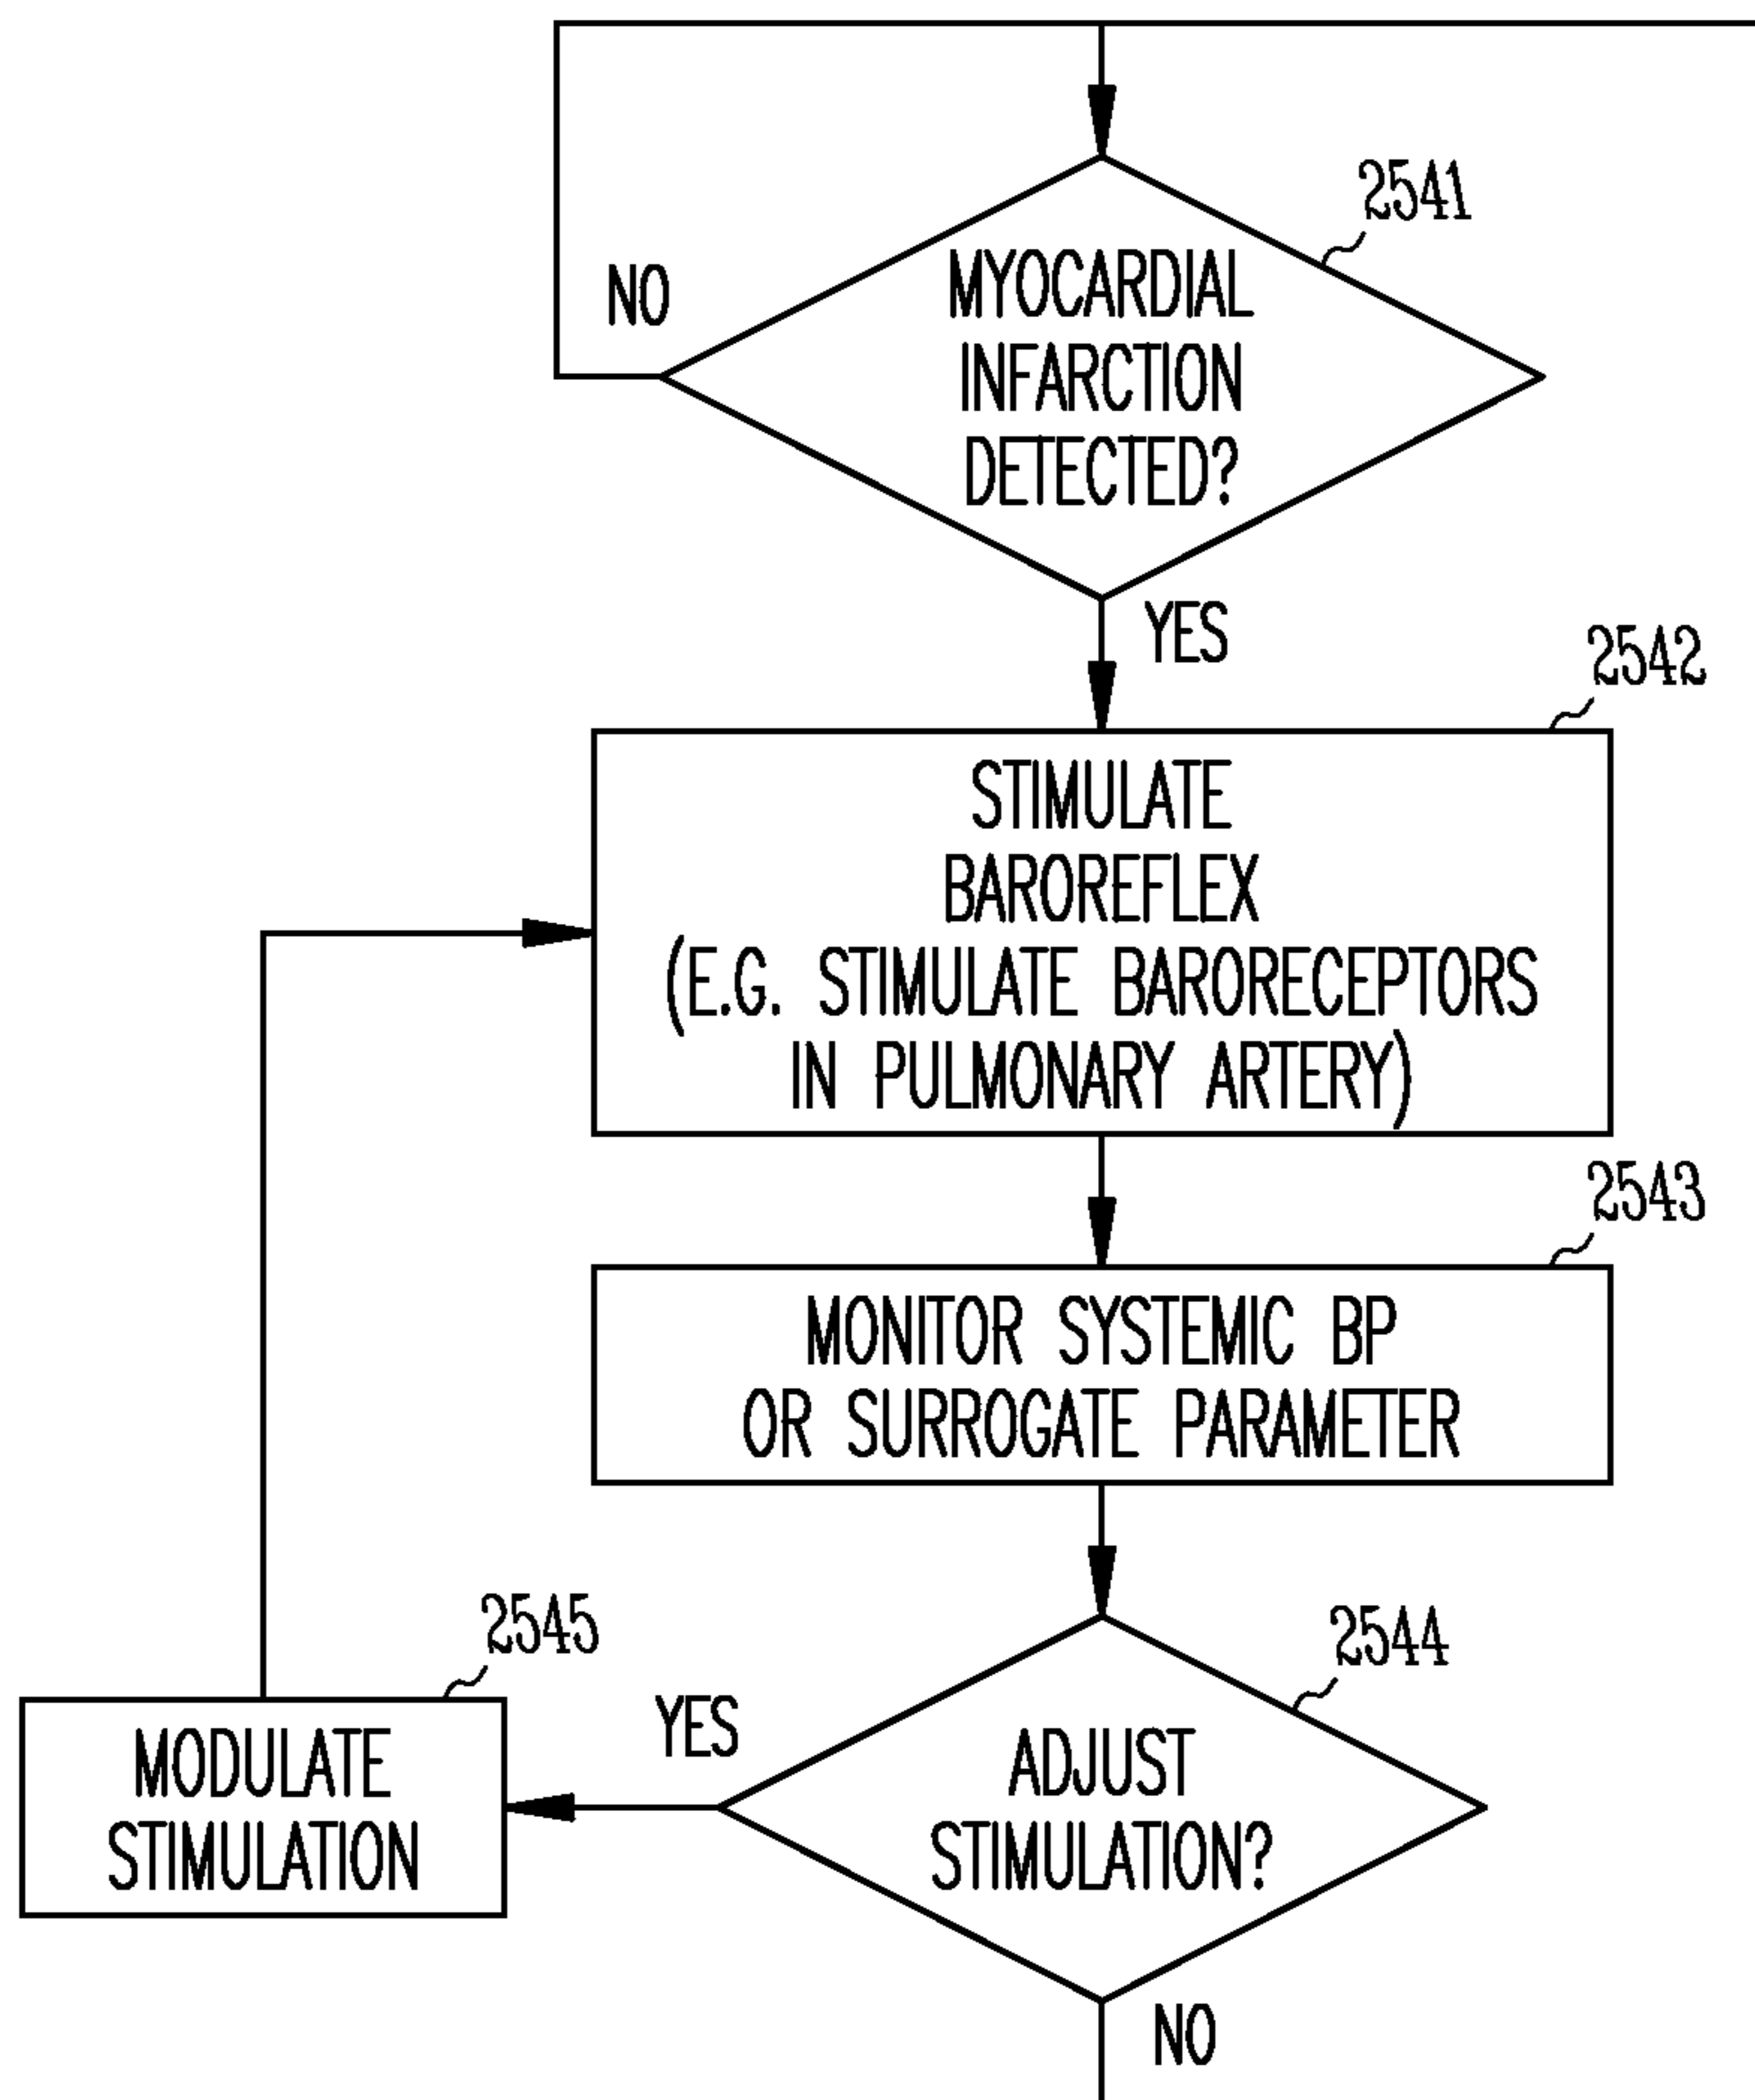 2541
NO
MYOCARDIAL
INFARCTION
DETECTED?
YES
2542
STIMULATE
BAROREFLEX
(E.G. STIMULATE BARORECEPTORS
IN PULMONARY ARTERY)
2543
MONITOR SYSTEMIC BP
OR SURROGATE PARAMETER
2545
2544
YES
MODULATE
STIMULATION
ADJUST
STIMULATION?
NO